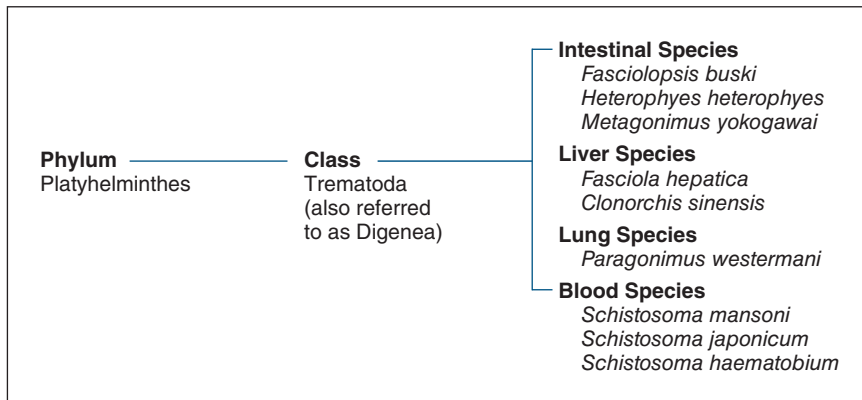 Phylum
Platyhelminthes
Class
Trematoda
(also referred
to as Digenea)
Intestinal Species
Fasciolopsis buski
Heterophyes heterophyes
Metagonimus yokogawai
Liver Species
Fasciola hepatica
Clonorchis sinensis
Lung Species
Paragonimus westermani
Blood Species
Schistosoma mansoni
Schistosoma japonicum
Schistosoma haematobium